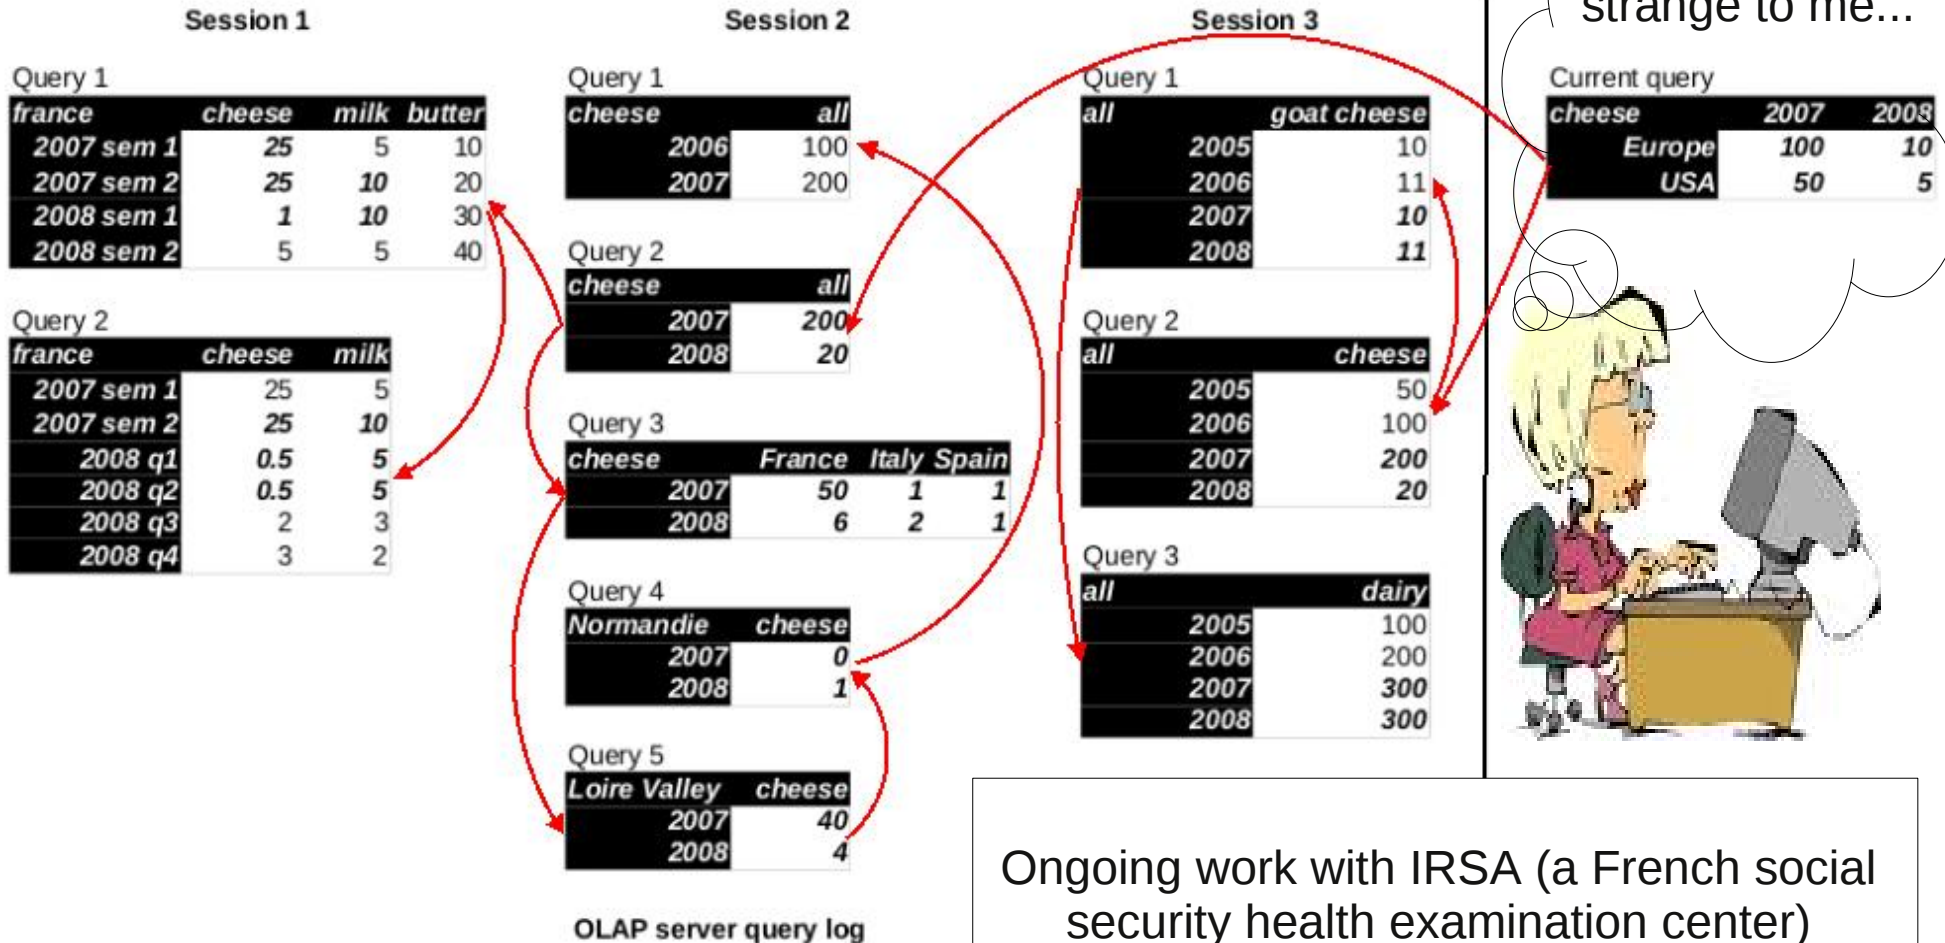 Session 1
Query 1
france cheese milk butter
2007 sem 1 25 5 10
2007 sem 2 25 10 20
2008 sem 1 1 10 30
2008 sem 2 5 5 40
Query 2
france cheese milk
2007 sem 1 25 5
2007 sem 2 25 10
2008 q1 0.5 5
2008 q2 0.5 5
2008 q3 2 3
2008 q4 3 2
Session 2
Query 1
cheese all
2006 100
2007 200
Query 2
cheese all
2007 200
2008 20
Query 3
cheese France Italy Spain
2007 50 1 1
2008 6 2 1
Query 4
Normandie cheese
2007 0
2008 1
Query 5
Loire Valley cheese
2007 40
2008 4
OLAP server query log
Session 3
Query 1
all goat cheese
2005 10
2006 11
2007 10
2008 11
Query 2
all cheese
2005 50
2006 100
2007 200
2008 20
Query 3
all dairy
2005 100
2006 200
2007 300
2008 300
strange to me...
Current query
cheese 2007 2008
Europe 100 10
USA 50 5
Ongoing work with IRSA (a French social
security health examination center)